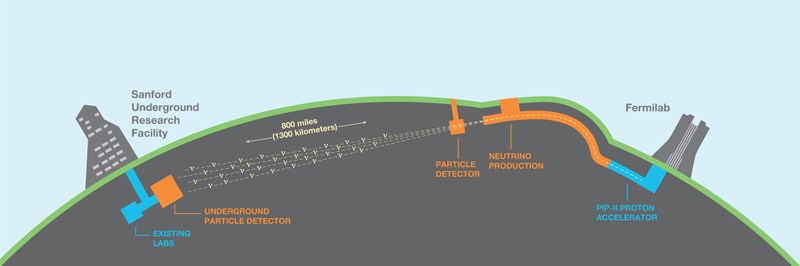 Sanford
Underground
Research
Facility
800 miles
(1300 kilometers)
Fermilab
PARTICLE
DETECTOR
NEUTRINO
PRODUCTION
UNDERGROUND
PARTICLE DETECTOR
PIP-II PROTON
ACCELERATOR
EXISTING
LABS